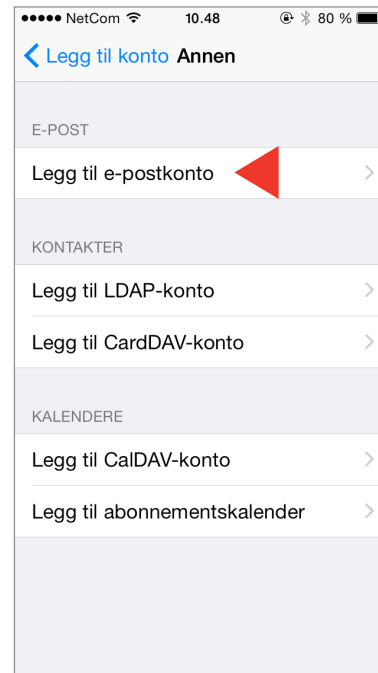 NetCom 10.48 80 %
Legg til konto Annen
E-POST
Legg til e-postkonto
KONTAKTER
Legg til LDAP-konto
Legg til CardDAV-konto
KALENDERE
Legg til CalDAV-konto
Legg til abonnementskalender